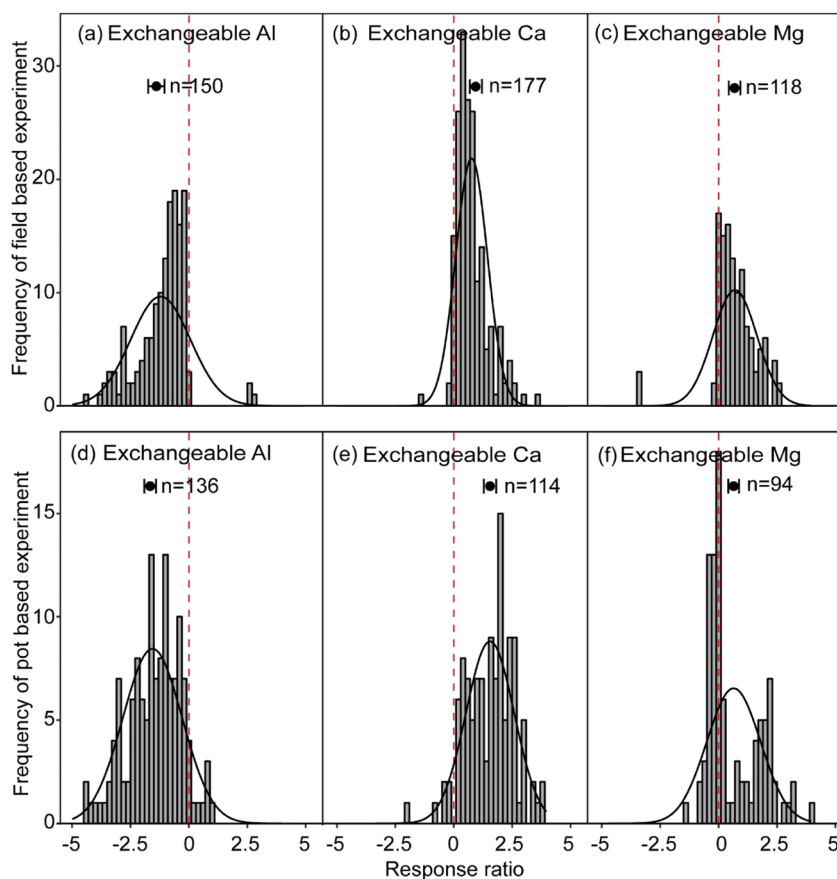 (a) Exchangeable Al
(b) Exchangeable Ca
(c) Exchangeable Mg
n=150
n=177
n=118
Frequency of field based experiment
30
20
10
0
(d) Exchangeable Al
(e) Exchangeable Ca
(f) Exchangeable Mg
n=136
n=114
n=94
Frequency of pot based experiment
15
10
5
0
-5 -2.5 0 2.5 -5 -2.5 0 2.5 -5 -2.5 0 2.5 5
Response ratio